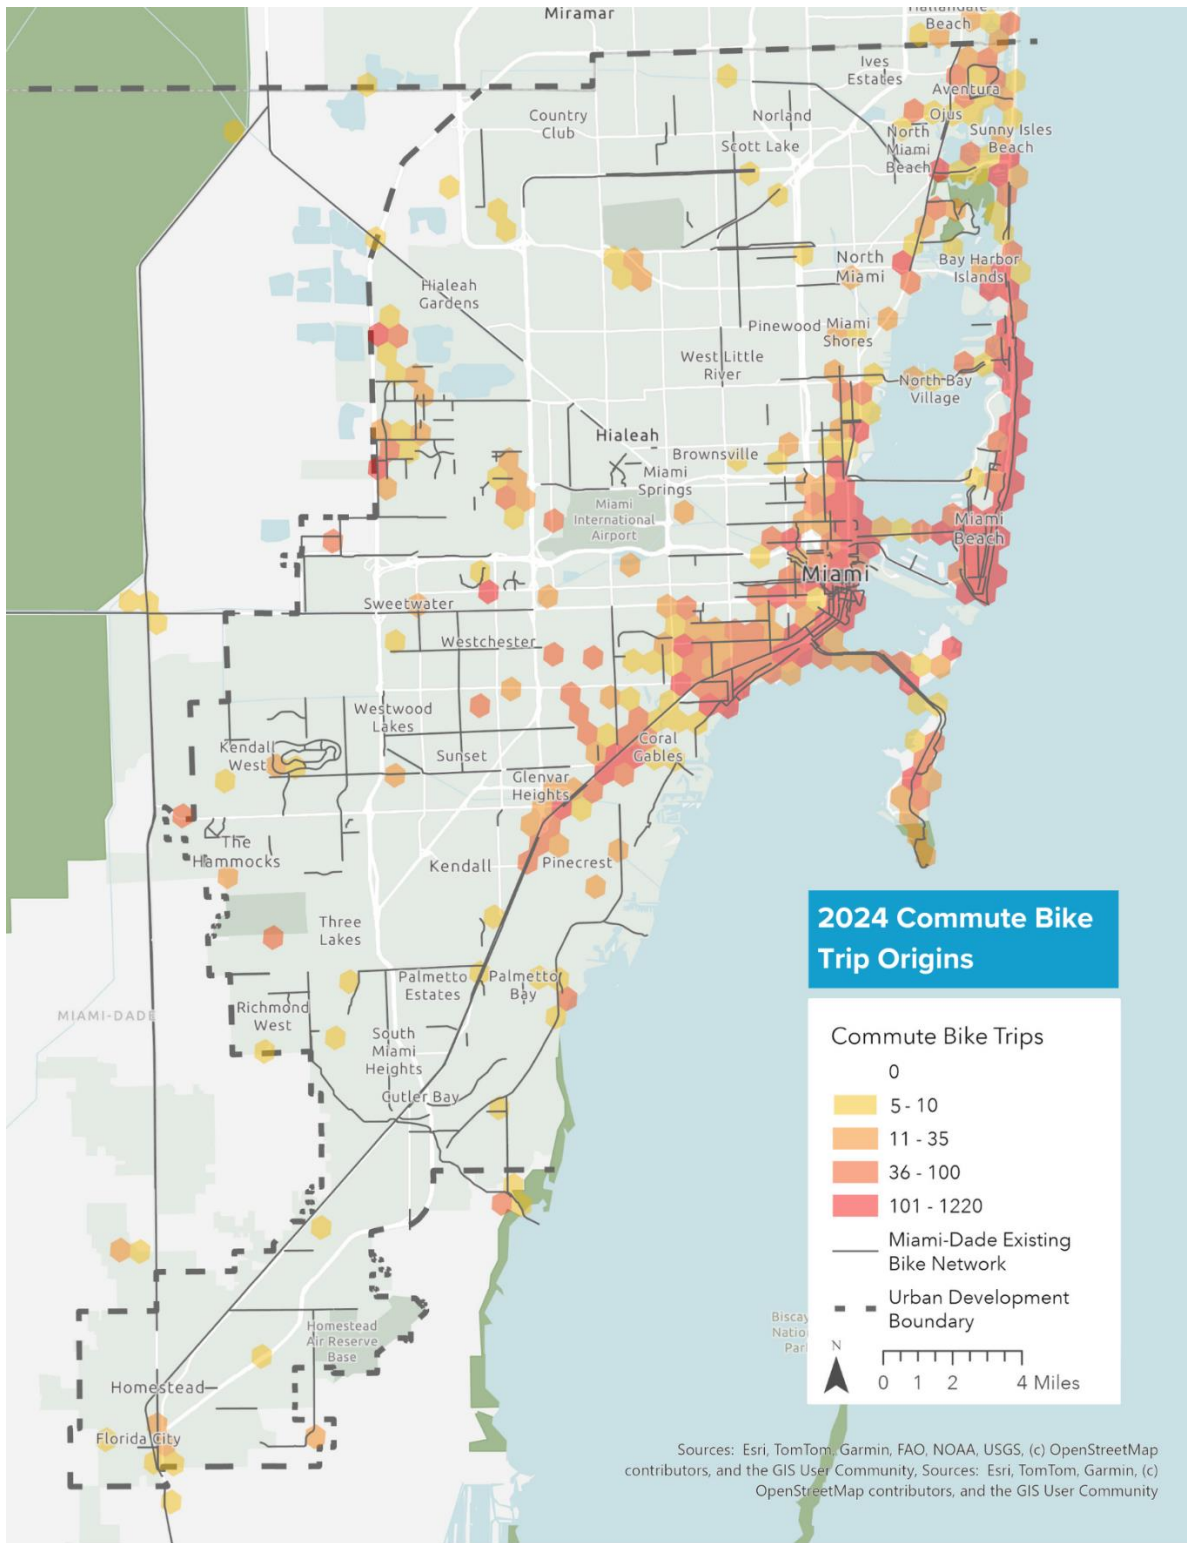 Miramar
Hallandale
Beach
Ives
Estates
Aventura
Country
Club
Norland
Ojus
North
Miami
Beach
Sunny Isles
Beach
Scott Lake
North
Miami
Bay Harbor
Islands
Hialeah
Gardens
Pinewood
Miami
Shores
West Little
River
North Bay
Village
Hialeah
Brownsville
Miami
Springs
Miami
International
Airport
Miami
Beach
Miami
Sweetwater
Westchester
Westwood
Lakes
Coral
Gables
Kendall
West
Sunset
Glenvar
Heights
The
Hammocks
Kendall
Pinecrest
Three
Lakes
Palmetto
Estates
Palmetto
Bay
MIAMI-DADE
Richmond
West
South
Miami
Heights
Cutler Bay
Homestead
Air Reserve
Base
Homestead
Florida City
2024 Commute Bike
Trip Origins
Commute Bike Trips
0
5 - 10
11 - 35
36 - 100
101 - 1220
Miami-Dade Existing
Bike Network
Urban Development
Boundary
N
0 1 2 4 Miles
Sources: Esri, TomTom, Garmin, FAO, NOAA, USGS, (c) OpenStreetMap
contributors, and the GIS User Community, Sources: Esri, TomTom, Garmin, (c)
OpenStreetMap contributors, and the GIS User Community